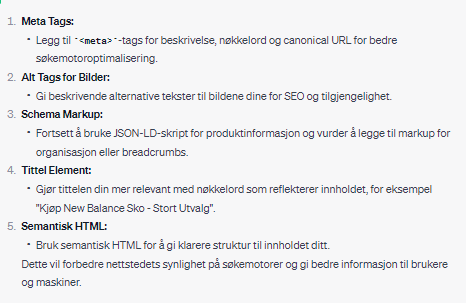 1. Meta Tags:
• Legg til `<meta>`-tags for beskrivelse, nøkkelord og canonical URL for bedre
søkemotoroptimalisering.
2. Alt Tags for Bilder:
• Gi beskrivende alternative tekster til bildene dine for SEO og tilgjengelighet.
3. Schema Markup:
• Fortsett å bruke JSON-LD-skript for produktinformasjon og vurder å legge til markup for
organisasjon eller breadcrumbs.
4. Tittel Element:
• Gjør tittelen din mer relevant med nøkkelord som reflekterer innholdet, for eksempel
"Kjøp New Balance Sko - Stort Utvalg".
5. Semantisk HTML:
• Bruk semantisk HTML for å gi klarere struktur til innholdet ditt.
Dette vil forbedre nettstedets synlighet på søkemotorer og gi bedre informasjon til brukere
og maskiner.